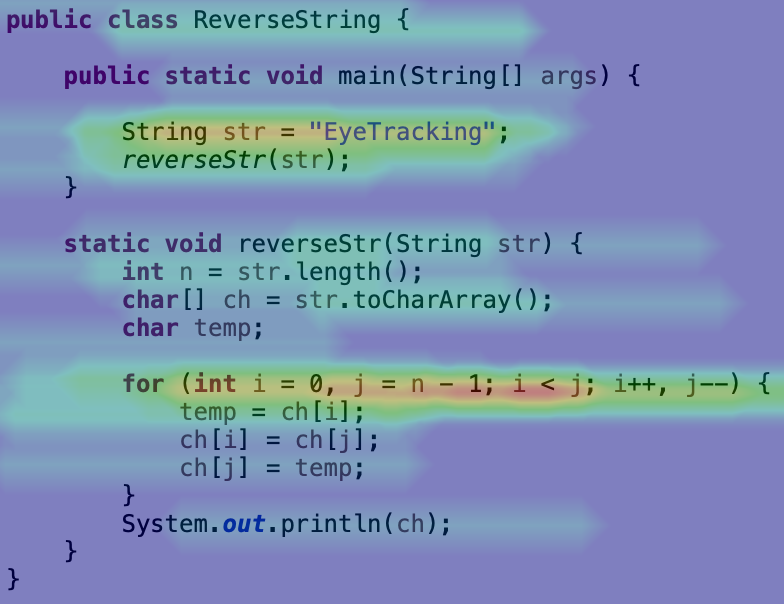 public class ReverseString {
public static void main(String[] args) {
String str = "EyeTracking";
reverseStr(str);
}
static void reverseStr(String str) {
int n = str.length();
char[] ch = str.toCharArray();
char temp;
for (int i = 0, j = n - 1; i < j; i++, j--) {
temp = ch[i];
ch[i] = ch[j];
ch[j] = temp;
}
System.out.println(ch);
}
}